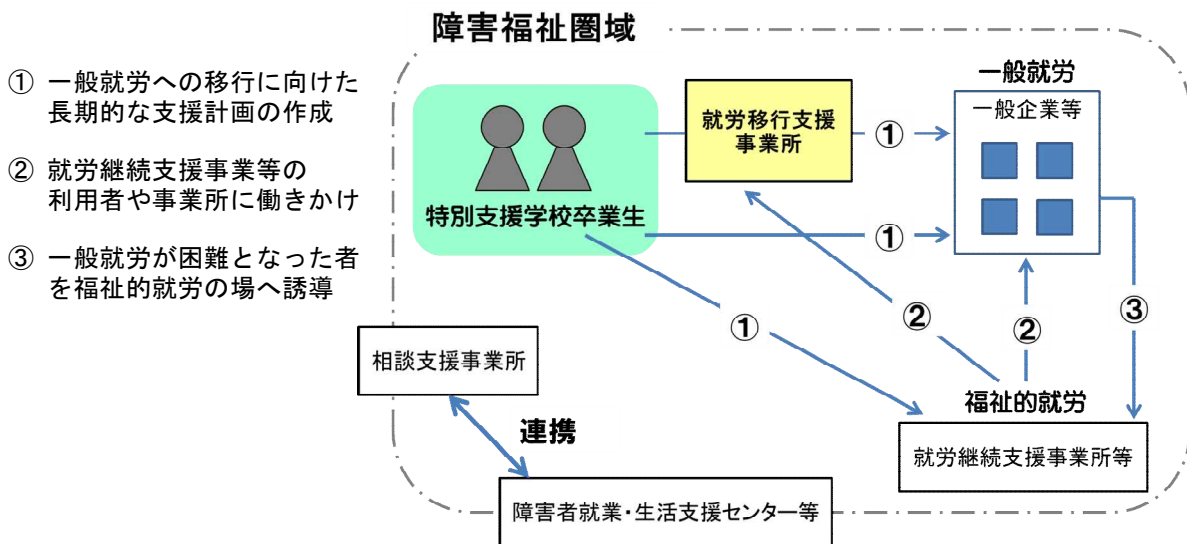 障害福祉圏域
① 一般就労への移行に向けた
長期的な支援計画の作成
② 就労継続支援事業等の
利用者や事業所に働きかけ
③ 一般就労が困難となった者
を福祉的就労の場へ誘導
特別支援学校卒業生
就労移行支援
事業所
①
一般就労
一般企業等
①
①
②
②
③
相談支援事業所
連携
障害者就業・生活支援センター等
福祉的就労
就労継続支援事業所等